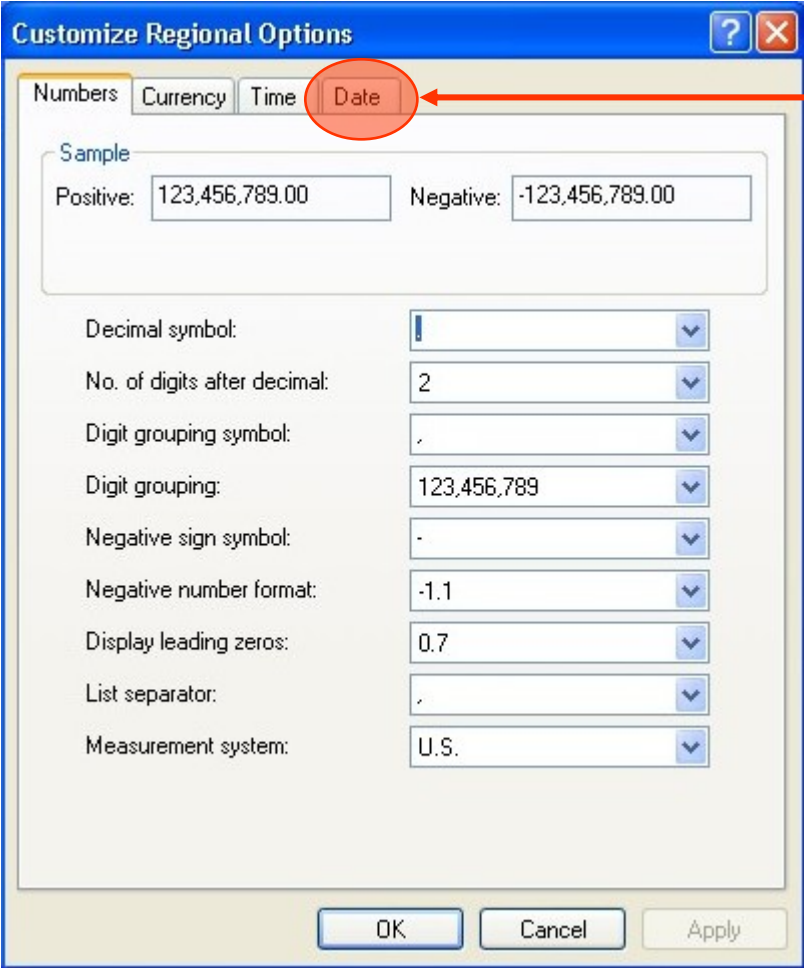 Customize Regional Options
Numbers Currency Time Date
Sample
Positive: 123,456,789.00 Negative: -123,456,789.00
Decimal symbol: .
No. of digits after decimal: 2
Digit grouping symbol: ,
Digit grouping: 123,456,789
Negative sign symbol: -
Negative number format: -1.1
Display leading zeros: 0.7
List separator: ,
Measurement system: U.S.
OK Cancel Apply